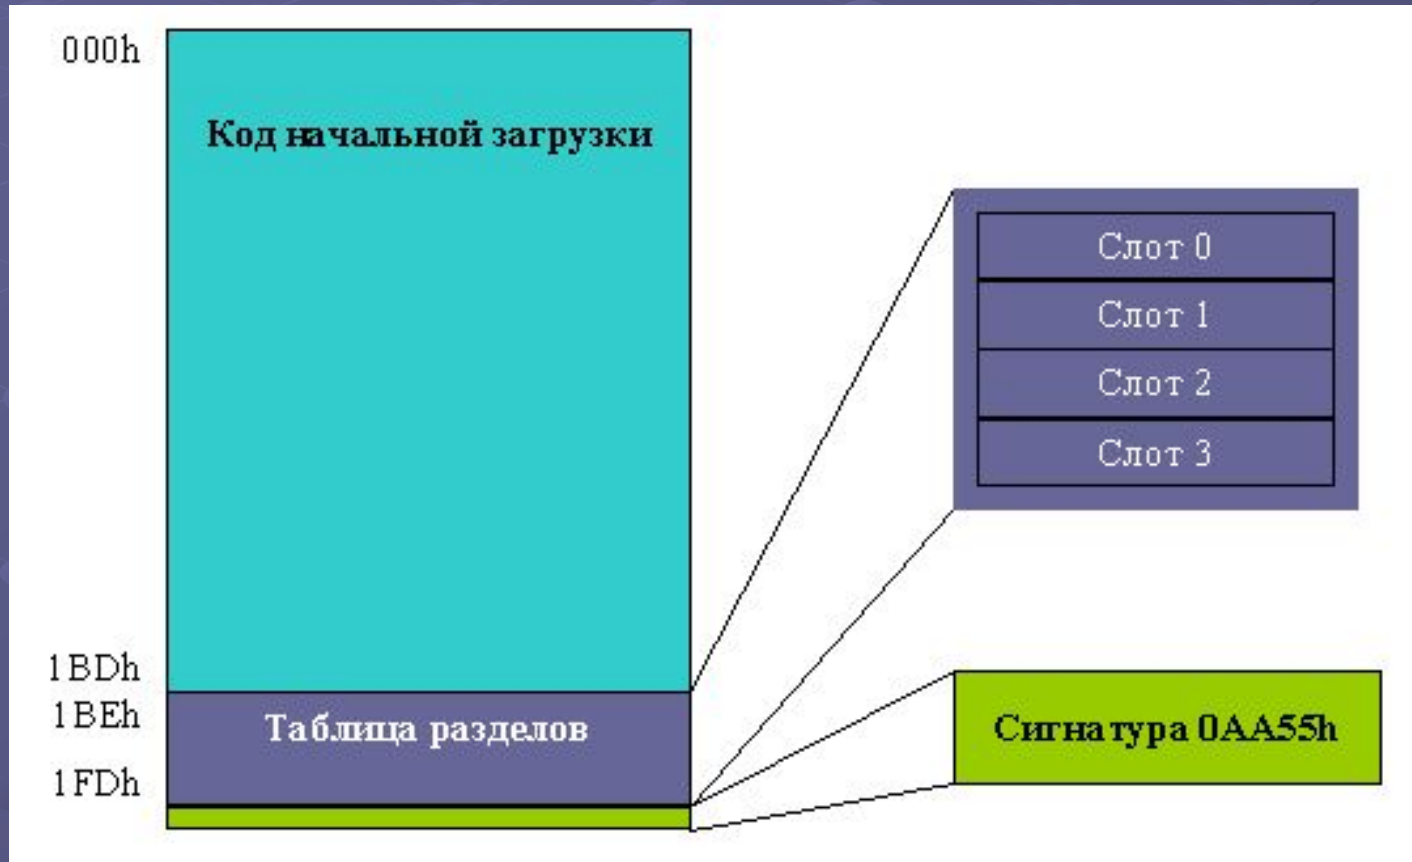 000h
Код начальной загрузки
1BDh
1BEh
Таблица разделов
1FDh
Слот 0
Слот 1
Слот 2
Слот 3
Сигнатура 0AA55h